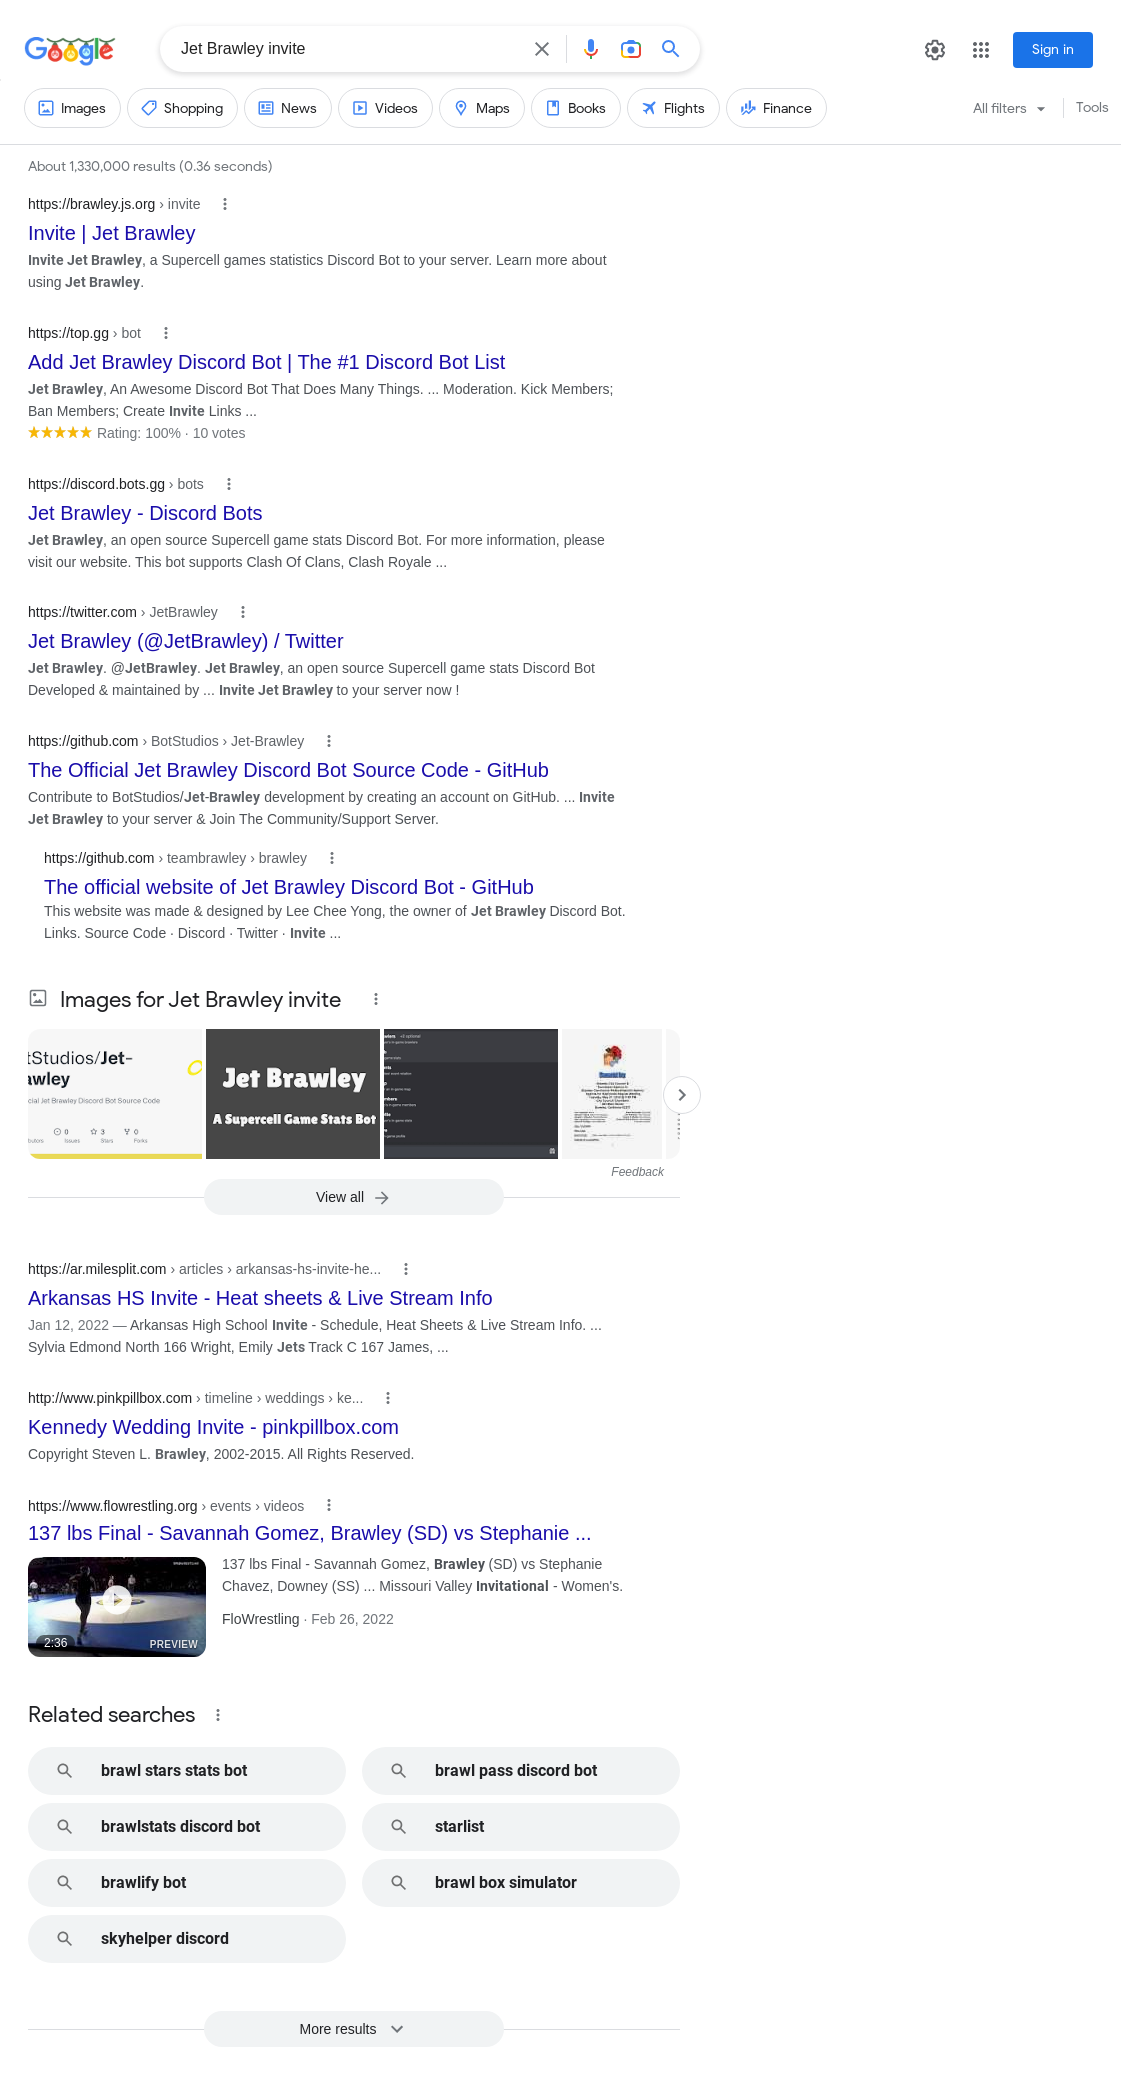 Google
Jet Brawley invite
Sign in
Images
Shopping
News
Videos
Maps
Books
Flights
Finance
All filters
Tools
About 1,330,000 results (0.36 seconds)
https://brawley.js.org › invite
Invite | Jet Brawley
Invite Jet Brawley, a Supercell games statistics Discord Bot to your server. Learn more about
using Jet Brawley.
https://top.gg › bot
Add Jet Brawley Discord Bot | The #1 Discord Bot List
Jet Brawley, An Awesome Discord Bot That Does Many Things. ... Moderation. Kick Members;
Ban Members; Create Invite Links ...
Rating: 100% · 10 votes
https://discord.bots.gg › bots
Jet Brawley - Discord Bots
Jet Brawley, an open source Supercell game stats Discord Bot. For more information, please
visit our website. This bot supports Clash Of Clans, Clash Royale ...
https://twitter.com › JetBrawley
Jet Brawley (@JetBrawley) / Twitter
Jet Brawley. @JetBrawley. Jet Brawley, an open source Supercell game stats Discord Bot
Developed & maintained by ... Invite Jet Brawley to your server now !
https://github.com › BotStudios › Jet-Brawley
The Official Jet Brawley Discord Bot Source Code - GitHub
Contribute to BotStudios/Jet-Brawley development by creating an account on GitHub. ... Invite
Jet Brawley to your server & Join The Community/Support Server.
https://github.com › teambrawley › brawley
The official website of Jet Brawley Discord Bot - GitHub
This website was made & designed by Lee Chee Yong, the owner of Jet Brawley Discord Bot.
Links. Source Code · Discord · Twitter · Invite ...
Images for Jet Brawley invite
tStudios/Jet-
awley
cial Jet Brawley Discord Bot Source Code
0
Issues
3
Stars
0
Forks
Jet Brawley
A Supercell Game Stats Bot
Feedback
View all
https://ar.milesplit.com › articles › arkansas-hs-invite-he...
Arkansas HS Invite - Heat sheets & Live Stream Info
Jan 12, 2022 — Arkansas High School Invite - Schedule, Heat Sheets & Live Stream Info. ...
Sylvia Edmond North 166 Wright, Emily Jets Track C 167 James, ...
http://www.pinkpillbox.com › timeline › weddings › ke...
Kennedy Wedding Invite - pinkpillbox.com
Copyright Steven L. Brawley, 2002-2015. All Rights Reserved.
https://www.flowrestling.org › events › videos
137 lbs Final - Savannah Gomez, Brawley (SD) vs Stephanie ...
137 lbs Final - Savannah Gomez, Brawley (SD) vs Stephanie
Chavez, Downey (SS) ... Missouri Valley Invitational - Women's.
FloWrestling · Feb 26, 2022
2:36
PREVIEW
Related searches
brawl stars stats bot
brawl pass discord bot
brawlstats discord bot
starlist
brawlify bot
brawl box simulator
skyhelper discord
More results